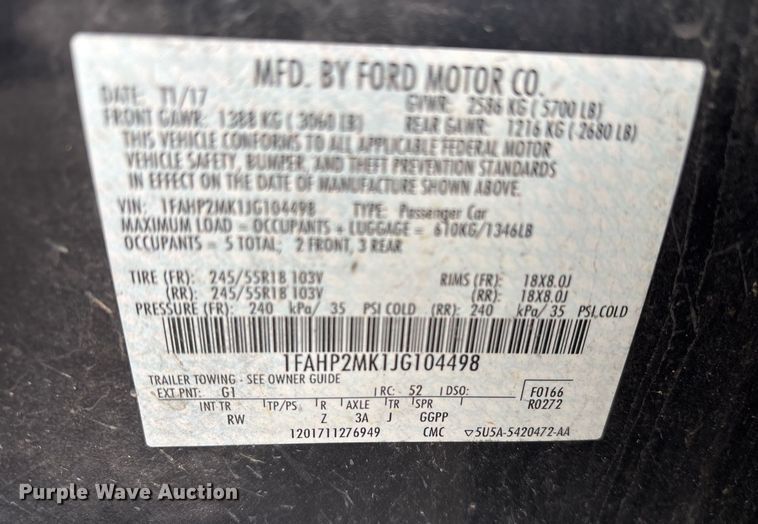 MFD. BY FORD MOTOR CO.
DATE: 11/17 GVWR: 2586 KG ( 5700 LB)
FRONT GAWR: 1388 KG ( 3060 LB) REAR GAWR: 1216 KG ( 2680 LB)
THIS VEHICLE CONFORMS TO ALL APPLICABLE FEDERAL MOTOR
VEHICLE SAFETY, BUMPER, AND THEFT PREVENTION STANDARDS
IN EFFECT ON THE DATE OF MANUFACTURE SHOWN ABOVE.
VIN: 1FAHP2MK1JG104498 TYPE: Passenger Car
MAXIMUM LOAD = OCCUPANTS + LUGGAGE = 610KG/1346LB
OCCUPANTS = 5 TOTAL; 2 FRONT, 3 REAR
TIRE (FR): 245/55R18 103V RIMS (FR): 18X8.0J
(RR): 245/55R18 103V (RR): 18X8.0J
PRESSURE (FR): 240 kPa/ 35 PSI COLD (RR): 240 kPa/ 35 PSI COLD
1FAHP2MK1JG104498
TRAILER TOWING - SEE OWNER GUIDE
EXT PNT: G1 RC: 52 DSO: F0166
R0272
INT TR TP/PS R AXLE TR SPR
RW Z 3A J GGPP
1201711276949 CMC ▽5U5A-5420472-AA
Purple Wave Auction